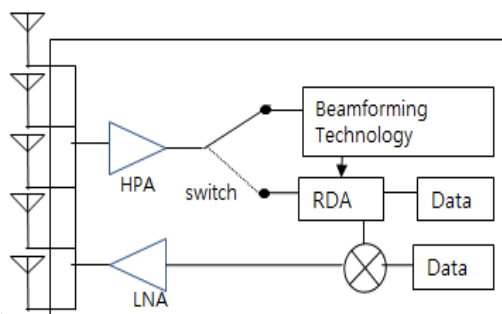 Beamforming
Technology
HPA
switch
RDA
Data
LNA
Data